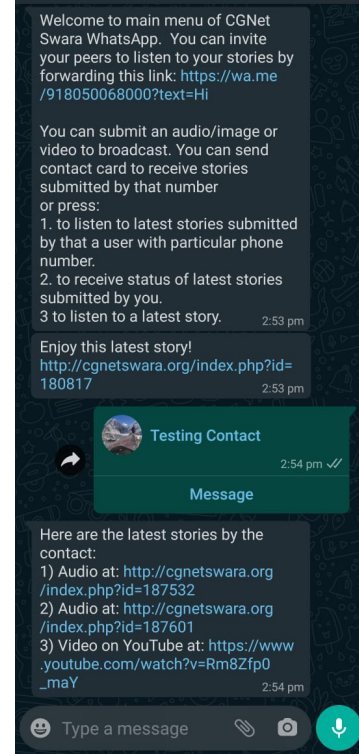 Welcome to main menu of CGNet
Swara WhatsApp.  You can invite
your peers to listen to your stories by
forwarding this link: https://wa.me
/918050068000?text=Hi
You can submit an audio/image or
video to broadcast. You can send
contact card to receive stories
submitted by that number
or press:
1. to listen to latest stories submitted
by that a user with particular phone
number.
2. to receive status of latest stories
submitted by you.
3 to listen to a latest story.
2:53 pm
Enjoy this latest story!
http://cgnetswara.org/index.php?id=
180817
2:53 pm
Testing Contact
2:54 pm
Message
Here are the latest stories by the
contact:
1) Audio at: http://cgnetswara.org
/index.php?id=187532
2) Audio at: http://cgnetswara.org
/index.php?id=187601
3) Video on YouTube at: https://www
.youtube.com/watch?v=Rm8Zfp0
_maY
2:54 pm
Type a message